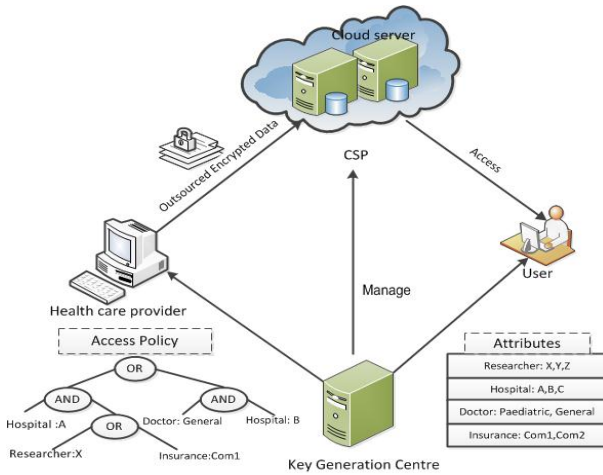 Cloud server
CSP
Outsourced Encrypted Data
Access
Health care provider
User
Manage
Access Policy
OR
AND
AND
Hospital :A
OR
Doctor: General
Hospital: B
Researcher:X
Insurance:Com1
Key Generation Centre
Attributes
Researcher: X,Y,Z
Hospital: A,B,C
Doctor: Paediatric, General
Insurance: Com1,Com2